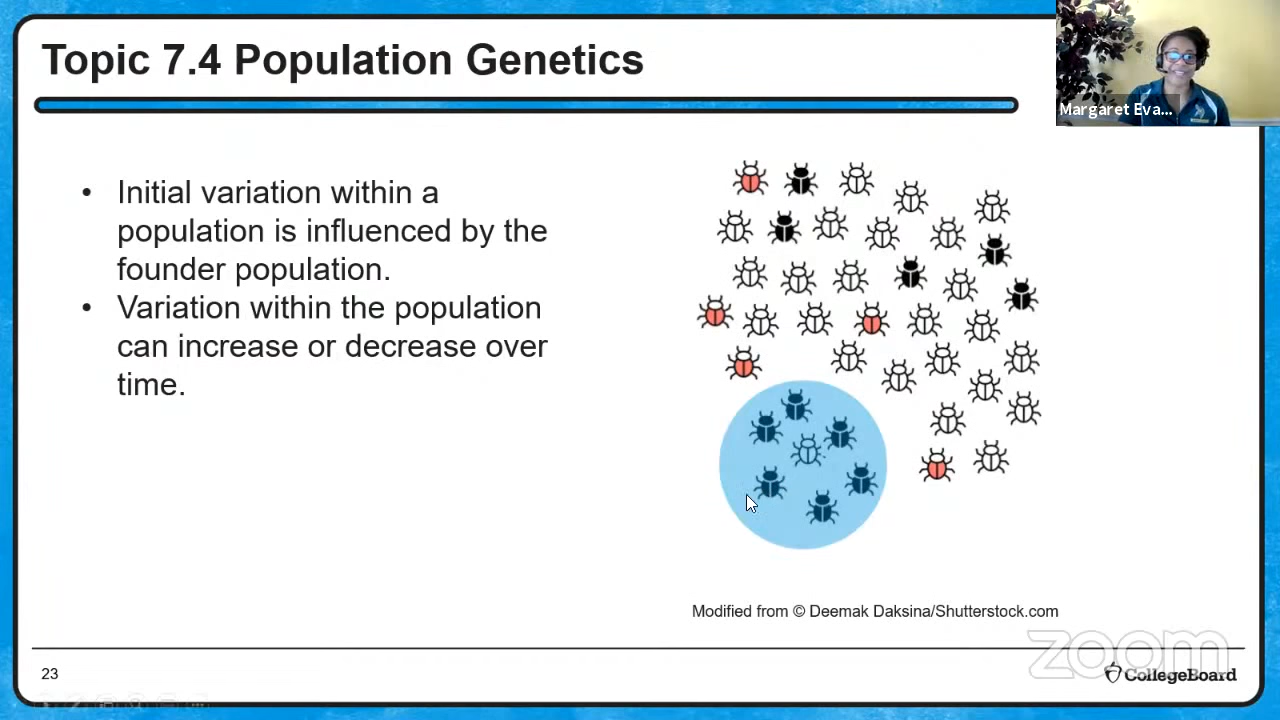 Topic 7.4 Population Genetics
Margaret Eva...
• Initial variation within a
population is influenced by the
founder population.
• Variation within the population
can increase or decrease over
time.
Modified from © Deemak Daksina/Shutterstock.com
zoom
23
CollegeBoard